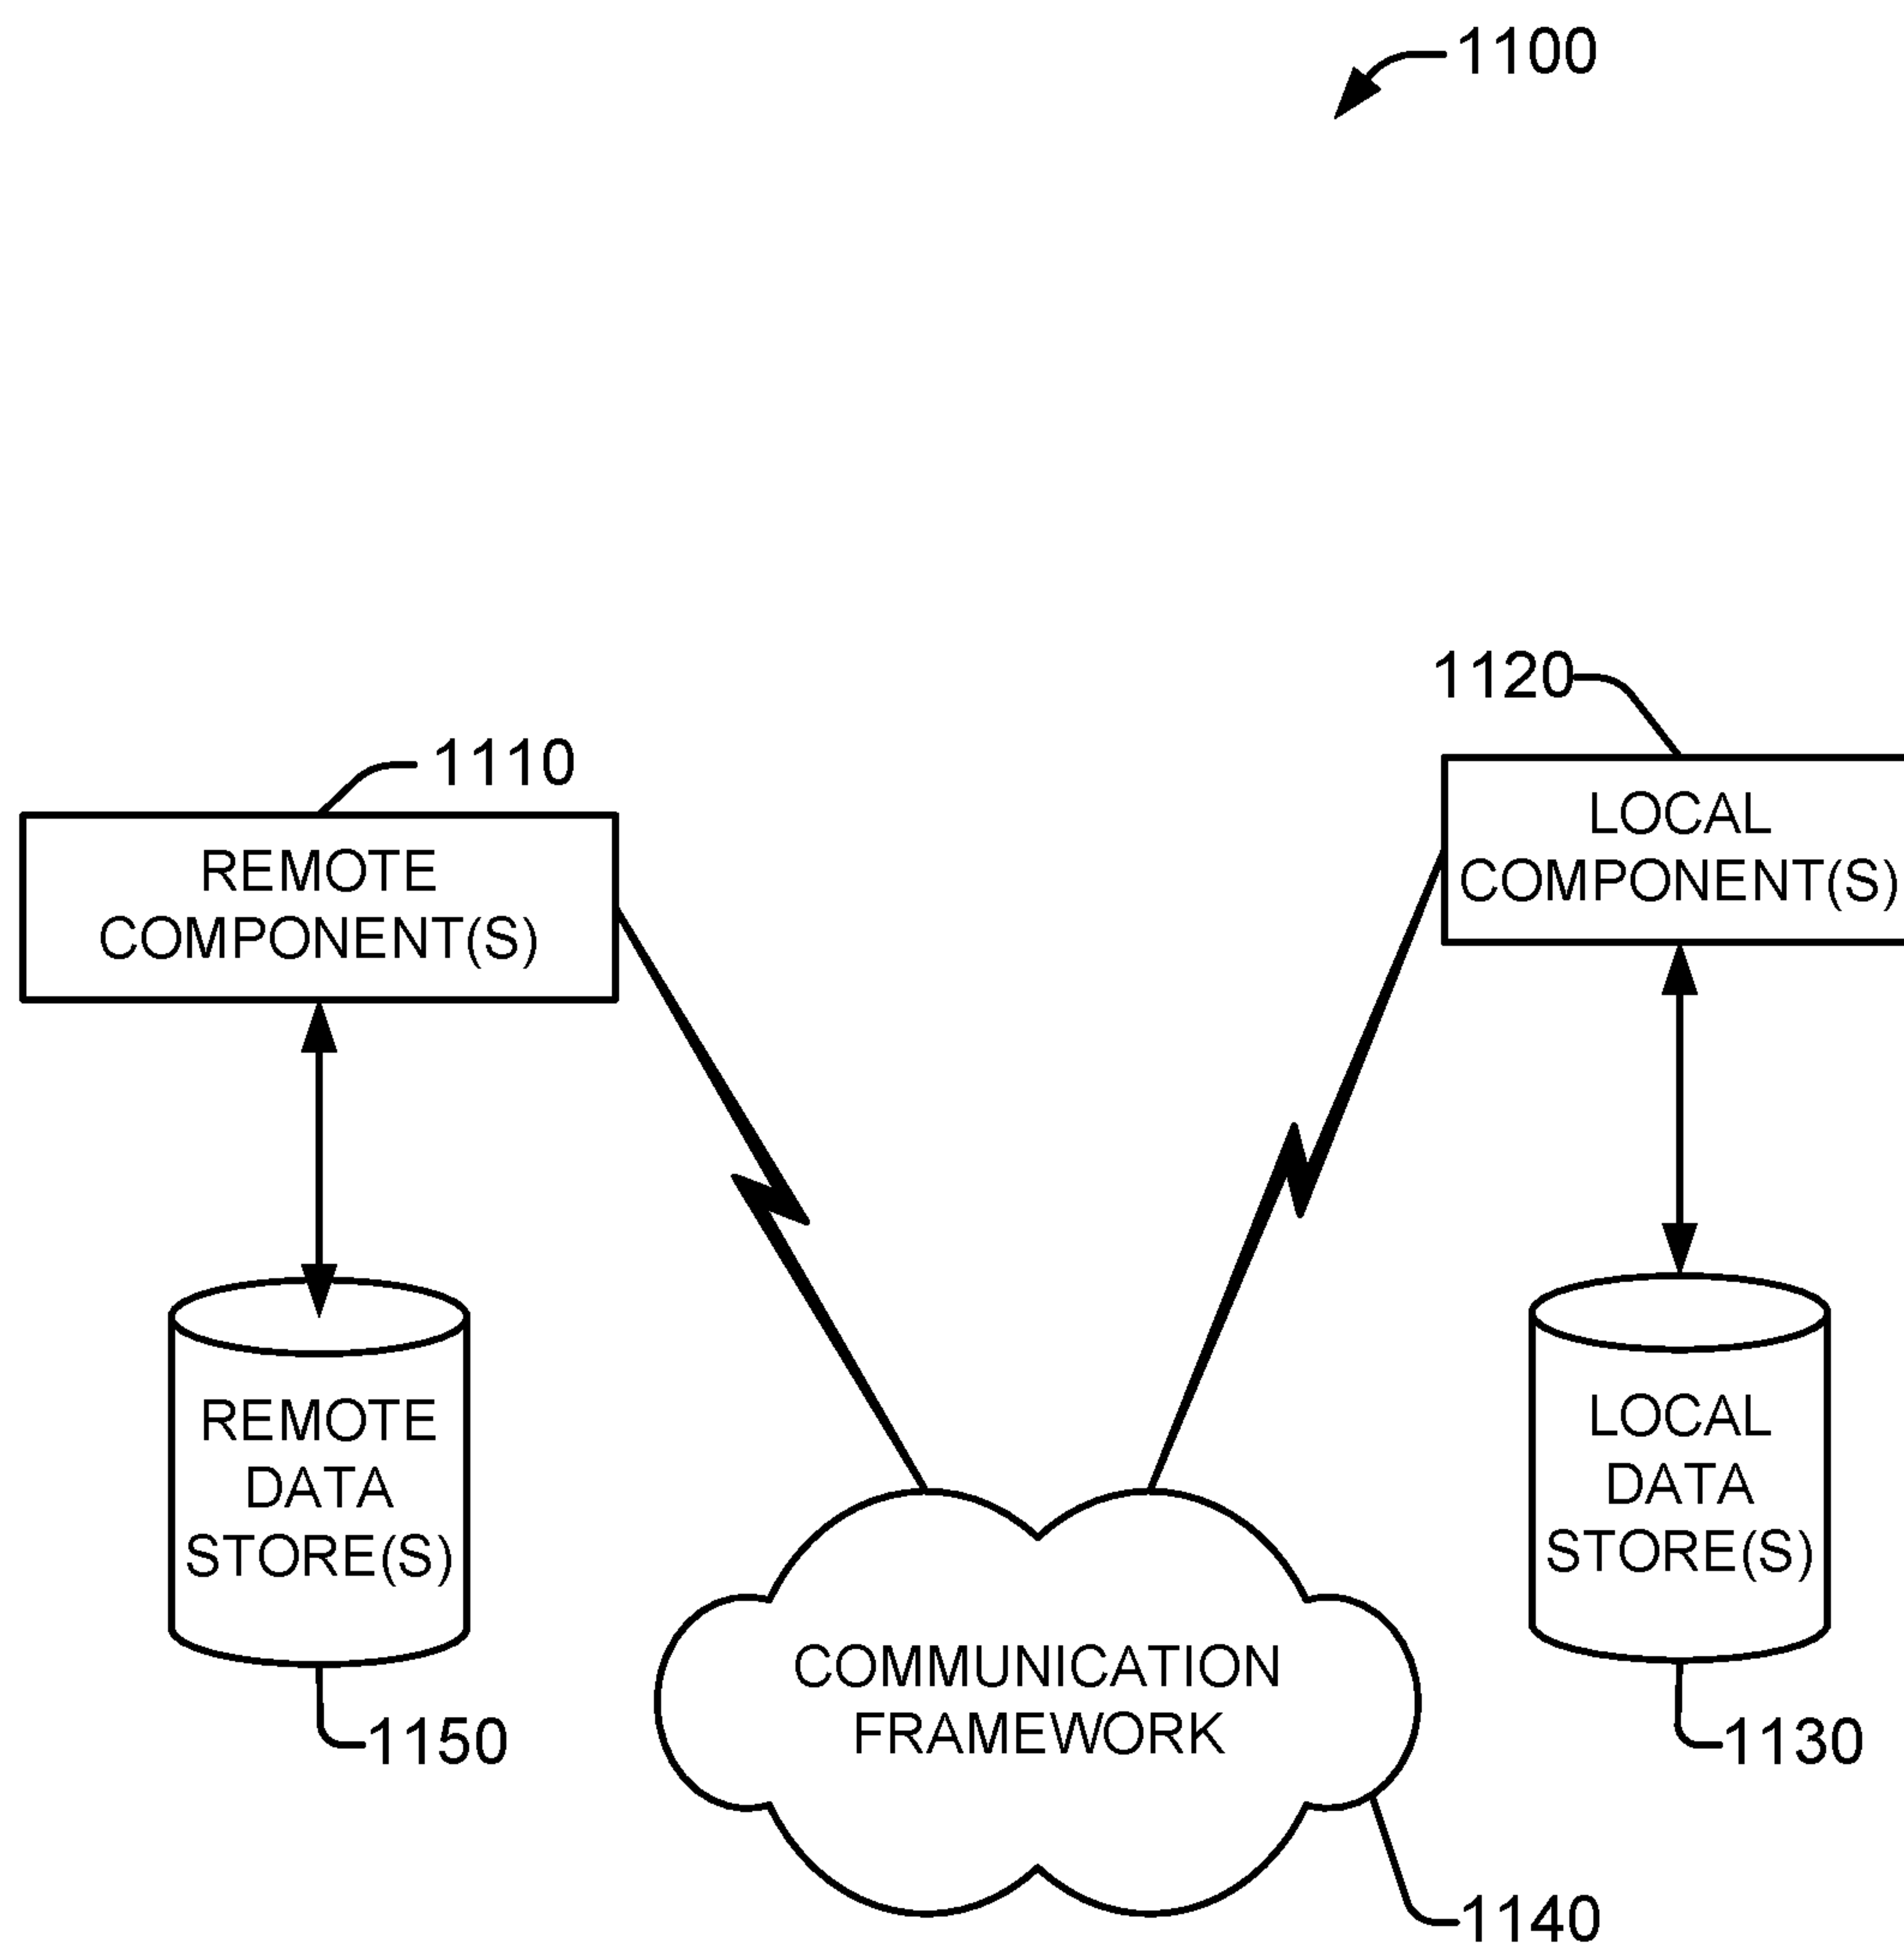 1100
1120
1110
LOCAL
COMPONENT(S)
REMOTE
COMPONENT(S)
REMOTE
DATA
STORE(S)
LOCAL
DATA
STORE(S)
COMMUNICATION
FRAMEWORK
1150
1130
1140